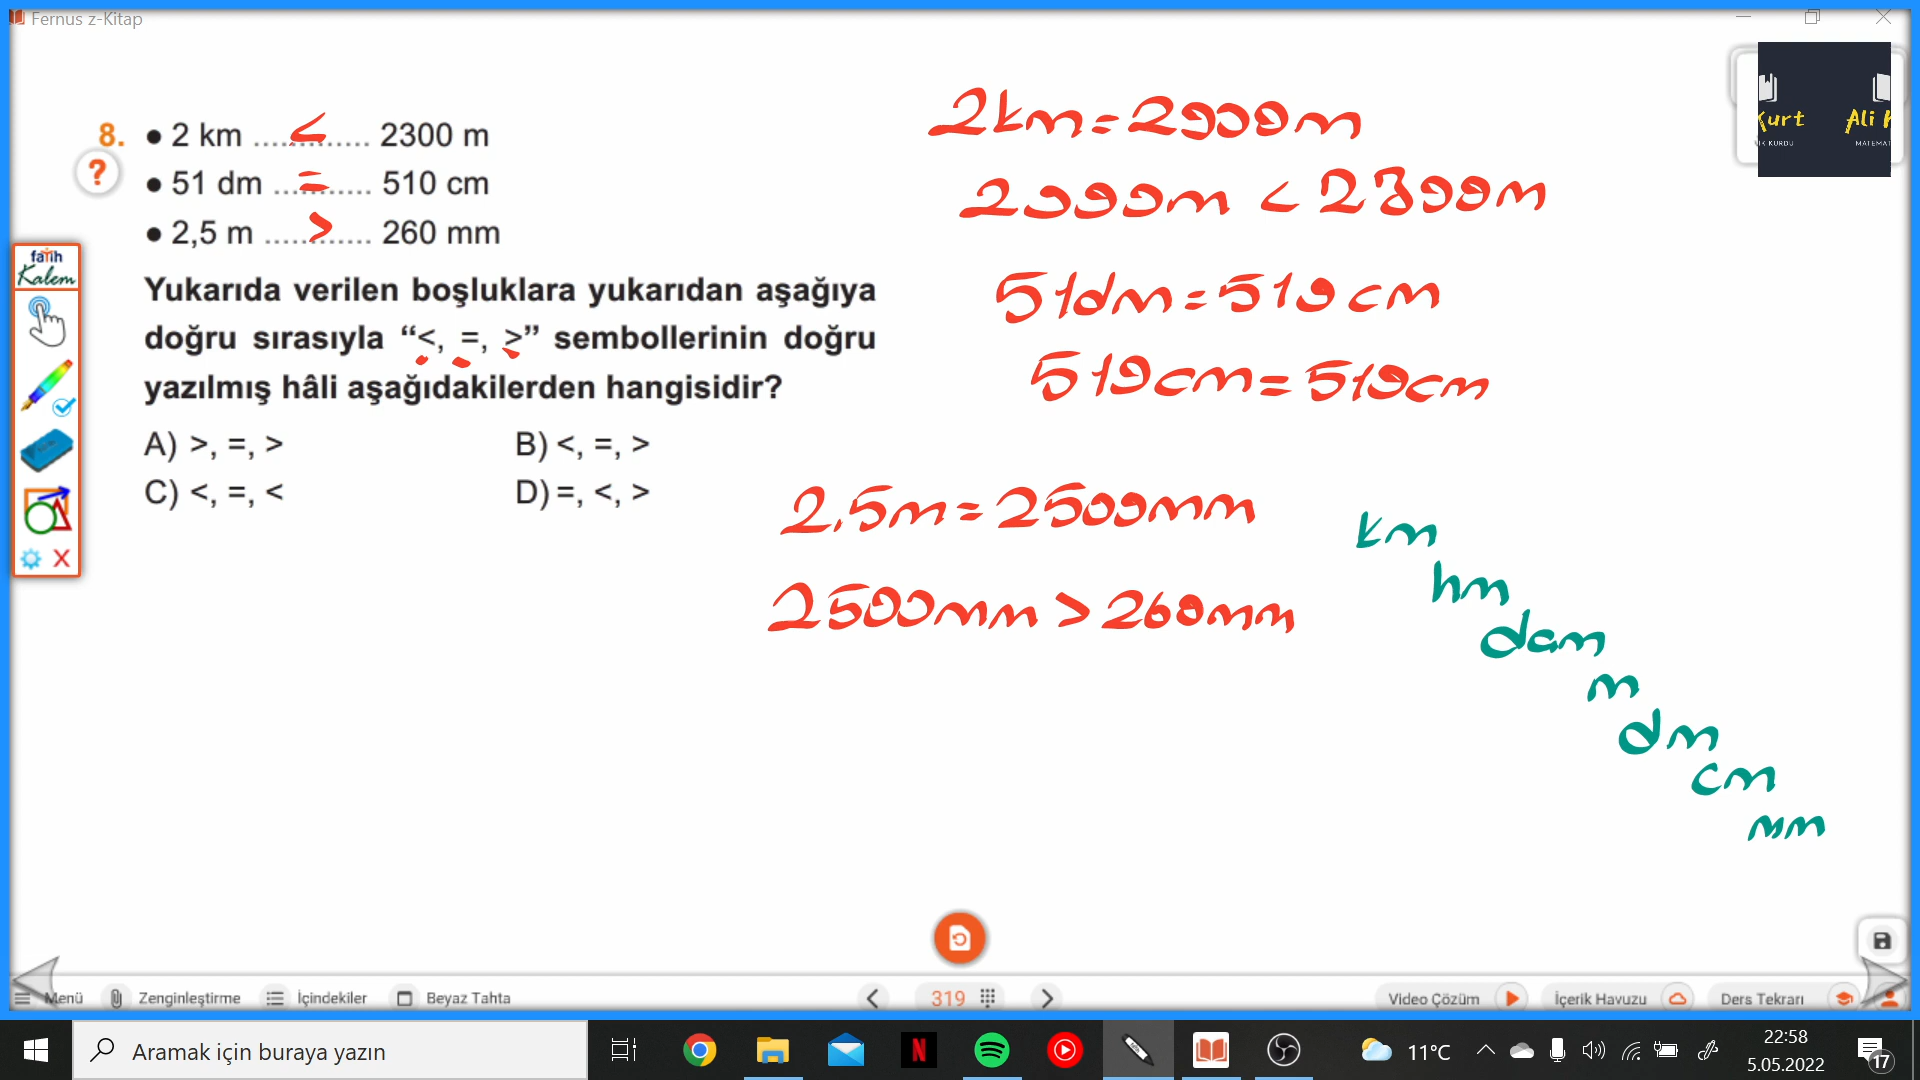 Fernus z-Kitap
8. • 2 km ....<.... 2300 m
• 51 dm ....=.... 510 cm
• 2,5 m ....>.... 260 mm
Yukarıda verilen boşluklara yukarıdan aşağıya
doğru sırasıyla “<, =, >” sembollerinin doğru
yazılmış hâli aşağıdakilerden hangisidir?
A) >, =, >
B) <, =, >
C) <, =, <
D) =, <, >
2km=2000m
2000m < 2300m
51dm=510cm
510cm=510cm
2,5m=2500mm
2500mm>260mm
km
hm
dam
m
dm
cm
mm
fatih
Kalem
?
Kurt
Ali
Menü
Zenginleştirme
İçindekiler
Beyaz Tahta
319
Video Çözüm
İçerik Havuzu
Ders Tekrarı
Aramak için buraya yazın
11°C
22:58
5.05.2022
17